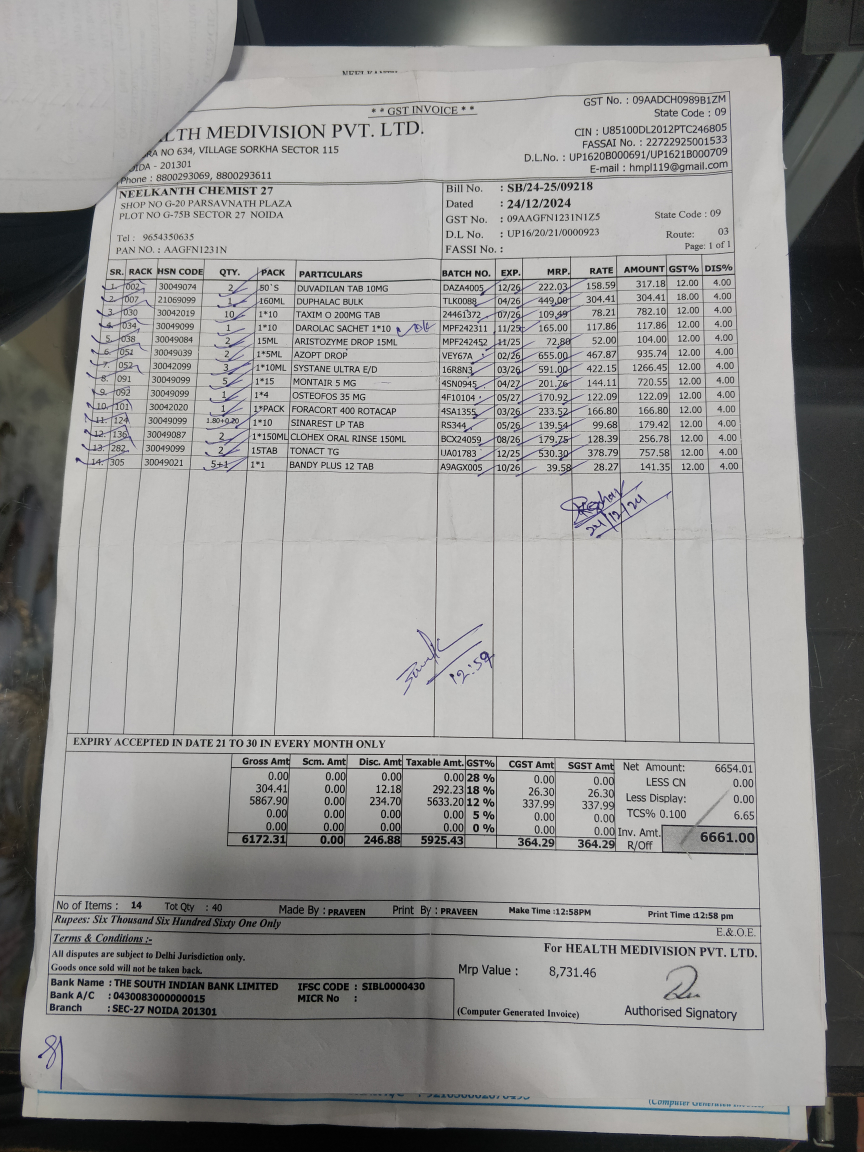 * * GST INVOICE * *
GST No. : 09AADCH0989B1ZM
State Code : 09
LTH MEDIVISION PVT. LTD.
CIN : U85100DL2012PTC246805
RA NO 634, VILLAGE SORKHA SECTOR 115
FASSAI No. : 22722925001533
IDA - 201301
D.L.No. : UP1620B000691/UP1621B000709
Phone : 8800293069, 8800293611
E-mail : hmpl119@gmail.com
NEELKANTH CHEMIST 27
SHOP NO G-20 PARSAVNATH PLAZA
PLOT NO G-75B SECTOR 27 NOIDA
Tel : 9654350635
PAN NO. : AAGFN1231N
Bill No. : SB/24-25/09218
Dated : 24/12/2024
GST No. : 09AAGFN1231N1Z5 State Code : 09
D.L No. : UP16/20/21/0000923 Route: 03
FASSI No. : Page: 1 of 1
SR. RACK HSN CODE QTY. PACK PARTICULARS BATCH NO. EXP. MRP. RATE AMOUNT GST% DIS%
1. 002 30049074 2 50`S DUVADILAN TAB 10MG DAZA4005 12/26 222.03 158.59 317.18 12.00 4.00
2. 007 21069099 1 160ML DUPHALAC BULK TLK0088 04/26 449.00 304.41 304.41 18.00 4.00
3. 030 30042019 10 1*10 TAXIM O 200MG TAB 24461372 07/26 109.49 78.21 782.10 12.00 4.00
4. 034 30049099 1 1*10 DAROLAC SACHET 1*10 MPF242311 11/25 165.00 117.86 117.86 12.00 4.00
5. 038 30049084 2 15ML ARISTOZYME DROP 15ML MPF242452 11/25 72.80 52.00 104.00 12.00 4.00
6. 051 30049039 2 1*5ML AZOPT DROP VEY67A 02/26 655.00 467.87 935.74 12.00 4.00
7. 052 30042099 3 1*10ML SYSTANE ULTRA E/D 16R8N3 03/26 591.00 422.15 1266.45 12.00 4.00
8. 091 30049099 5 1*15 MONTAIR 5 MG 4SN0945 04/27 201.76 144.11 720.55 12.00 4.00
9. 092 30049099 1 1*4 OSTEOFOS 35 MG 4F10104 05/27 170.92 122.09 122.09 12.00 4.00
10. 101 30042020 1 1*PACK FORACORT 400 ROTACAP 4SA1355 03/26 233.52 166.80 166.80 12.00 4.00
11. 124 30049099 1.80+0.20 1*10 SINAREST LP TAB RS344 05/26 139.54 99.68 179.42 12.00 4.00
12. 136 30049087 2 1*150ML CLOHEX ORAL RINSE 150ML BCX24059 08/26 179.75 128.39 256.78 12.00 4.00
13. 282 30049099 2 15TAB TONACT TG UA01783 12/25 530.30 378.79 757.58 12.00 4.00
14. 305 30049021 5+1 1*1 BANDY PLUS 12 TAB A9AGX005 10/26 39.58 28.27 141.35 12.00 4.00
24/12/24
12:59
EXPIRY ACCEPTED IN DATE 21 TO 30 IN EVERY MONTH ONLY
Gross Amt Scm. Amt Disc. Amt Taxable Amt. GST% CGST Amt SGST Amt
0.00 0.00 0.00 0.00 28 % 0.00 0.00
304.41 0.00 12.18 292.23 18 % 26.30 26.30
5867.90 0.00 234.70 5633.20 12 % 337.99 337.99
0.00 0.00 0.00 0.00 5 % 0.00 0.00
0.00 0.00 0.00 0.00 0 % 0.00 0.00
6172.31 0.00 246.88 5925.43 364.29 364.29
Net Amount: 6654.01
LESS CN 0.00
Less Display: 0.00
TCS% 0.100 6.65
Inv. Amt. 6661.00
R/Off
No of Items : 14 Tot Qty : 40 Made By : PRAVEEN Print By : PRAVEEN Make Time :12:58PM Print Time :12:58 pm
Rupees: Six Thousand Six Hundred Sixty One Only
E.& O.E.
Terms & Conditions :-
All disputes are subject to Delhi Jurisdiction only.
Goods once sold will not be taken back.
For HEALTH MEDIVISION PVT. LTD.
Mrp Value : 8,731.46
Bank Name : THE SOUTH INDIAN BANK LIMITED IFSC CODE : SIBL0000430
Bank A/C : 0430083000000015 MICR No :
Branch : SEC-27 NOIDA 201301
(Computer Generated Invoice)
Authorised Signatory